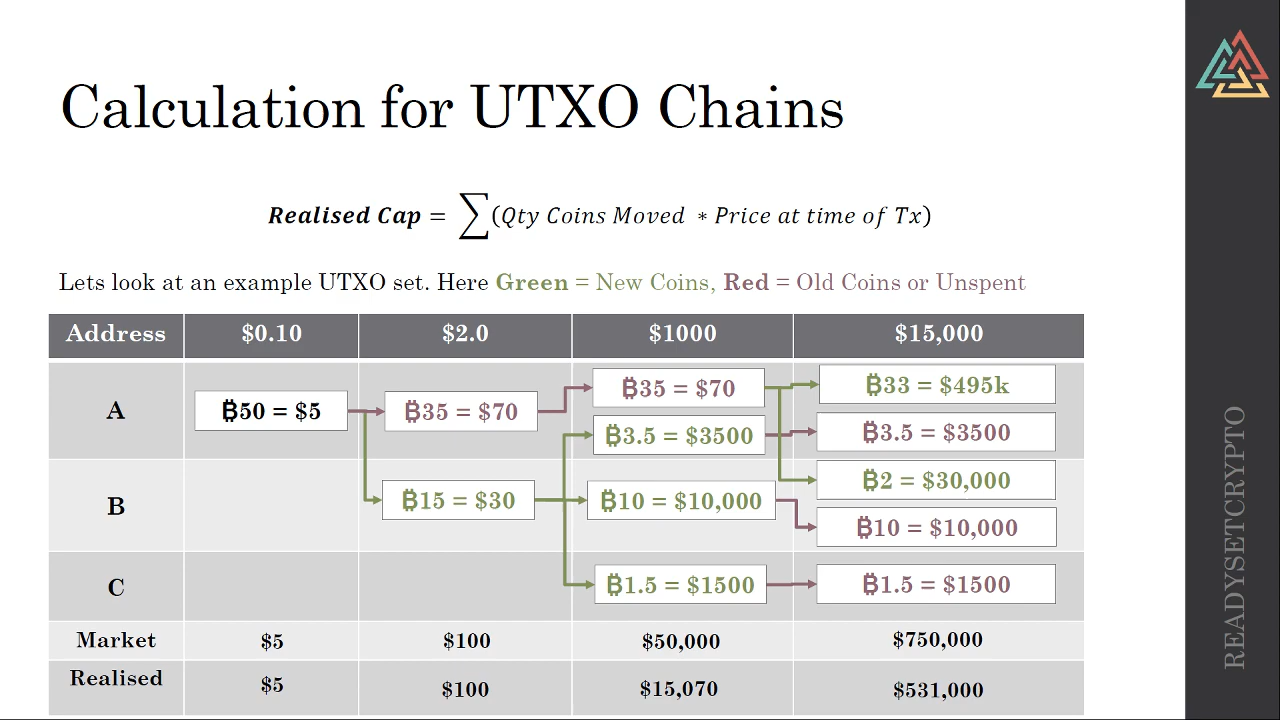 Calculation for UTXO Chains
Realised Cap = ∑(Qty Coins Moved * Price at time of Tx)
Lets look at an example UTXO set. Here Green = New Coins, Red = Old Coins or Unspent
Address $0.10 $2.0 $1000 $15,000
A
₿50 = $5
₿35 = $70
₿35 = $70
₿33 = $495k
₿3.5 = $3500
₿3.5 = $3500
B
₿15 = $30
₿10 = $10,000
₿2 = $30,000
₿10 = $10,000
C
₿1.5 = $1500
₿1.5 = $1500
Market $5 $100 $50,000 $750,000
Realised $5 $100 $15,070 $531,000
READYSETCRYPTO